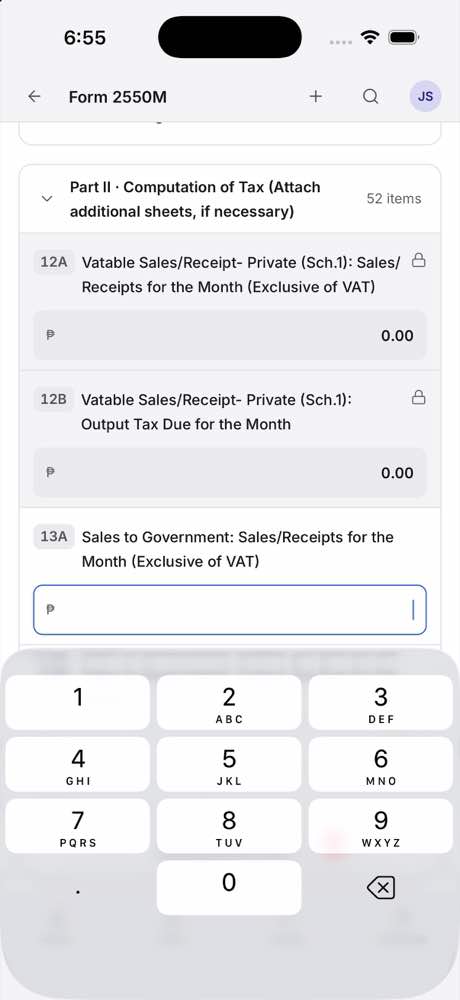 6:55
Form 2550M
JS
Part II · Computation of Tax (Attach
additional sheets, if necessary)
52 items
12A
Vatable Sales/Receipt- Private (Sch.1): Sales/
Receipts for the Month (Exclusive of VAT)
₱
0.00
12B
Vatable Sales/Receipt- Private (Sch.1):
Output Tax Due for the Month
₱
0.00
13A
Sales to Government: Sales/Receipts for the
Month (Exclusive of VAT)
₱
1
2
ABC
3
DEF
4
GHI
5
JKL
6
MNO
7
PQRS
8
TUV
9
WXYZ
.
0